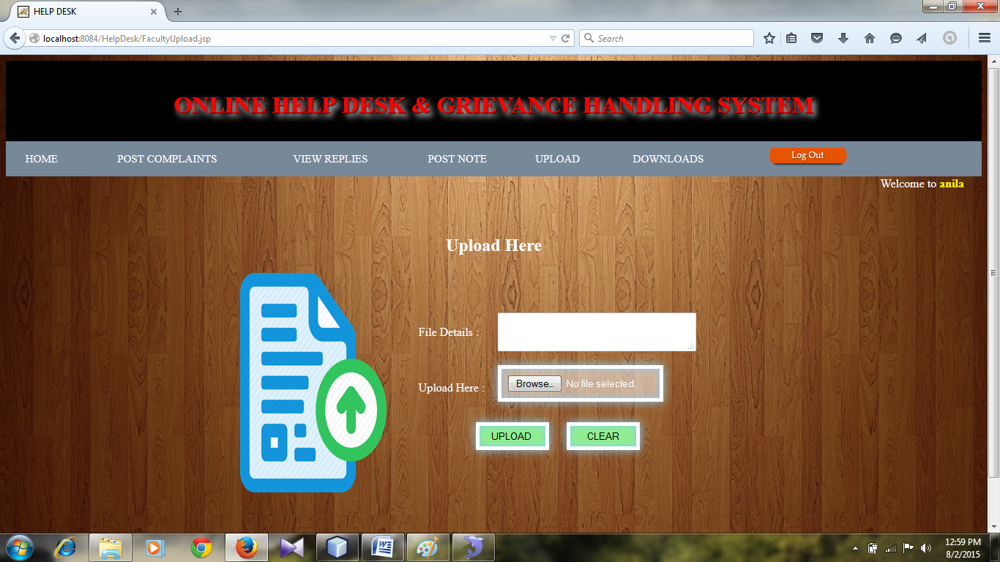 HELP DESK
localhost:8084/HelpDesk/FacultyUpload.jsp
Search
ONLINE HELP DESK & GRIEVANCE HANDLING SYSTEM
HOME POST COMPLAINTS VIEW REPLIES POST NOTE UPLOAD DOWNLOADS Log Out
Welcome to anila
Upload Here
File Details :
Upload Here : Browse... No file selected.
UPLOAD CLEAR
12:59 PM
8/2/2015